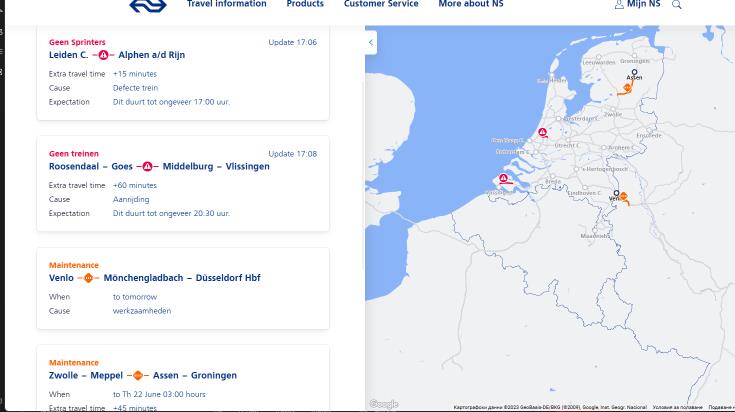 Travel information Products Customer Service More about NS Mijn NS
Geen Sprinters Update 17:06
Leiden C. – Alphen a/d Rijn
Extra travel time +15 minutes
Cause Defecte trein
Expectation Dit duurt tot ongeveer 17:00 uur.
Geen treinen Update 17:08
Roosendaal – Goes – Middelburg – Vlissingen
Extra travel time +60 minutes
Cause Aanrijding
Expectation Dit duurt tot ongeveer 20:30 uur.
Maintenance
Venlo – Mönchengladbach – Düsseldorf Hbf
When to tomorrow
Cause werkzaamheden
Maintenance
Zwolle – Meppel – Assen – Groningen
When to Th 22 June 03:00 hours
Extra travel time +45 minutes
Leeuwarden
Groningen
Assen
Zwolle
Amsterdam C.
Enschede
Utrecht C.
Arnhem C.
's-Hertogenbosch
Breda
Eindhoven C.
Venlo
Maastricht
Google
Картографски данни ©2023 GeoBasis-DE/BKG (©2009), Google, Inst. Geogr. Nacional Условия за ползване